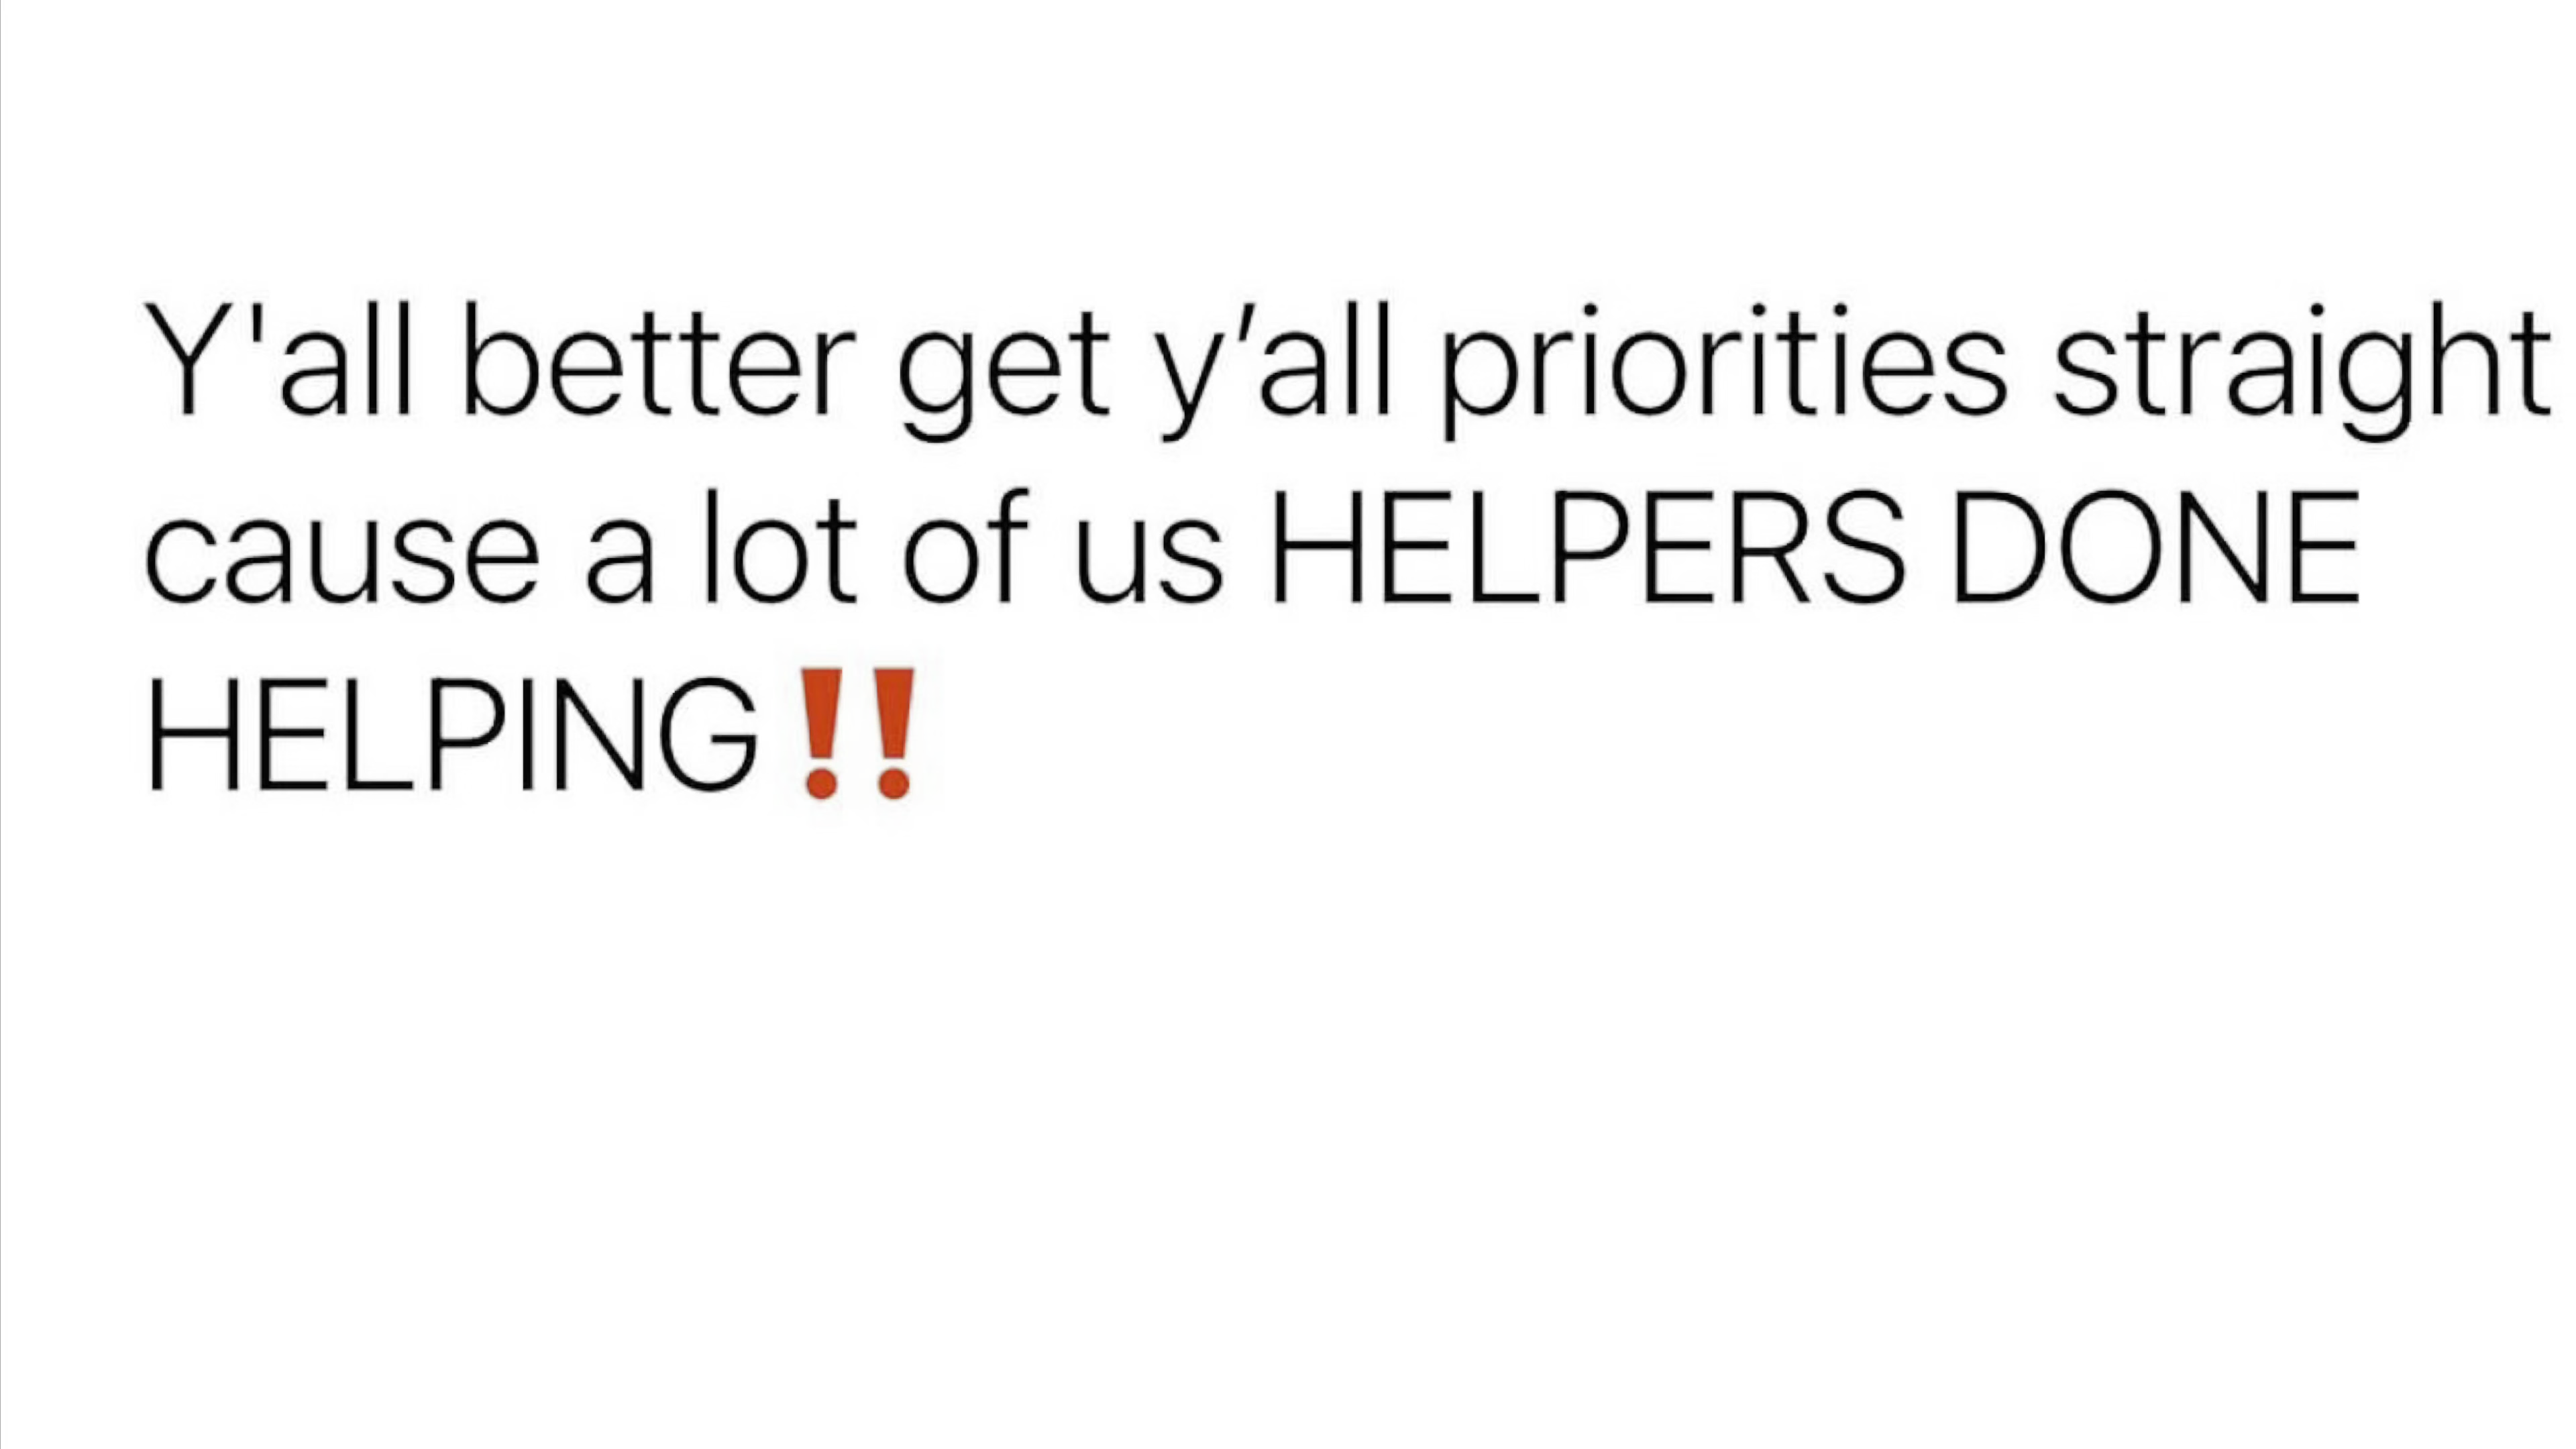 Y'all better get y’all priorities straight
cause a lot of us HELPERS DONE
HELPING‼️